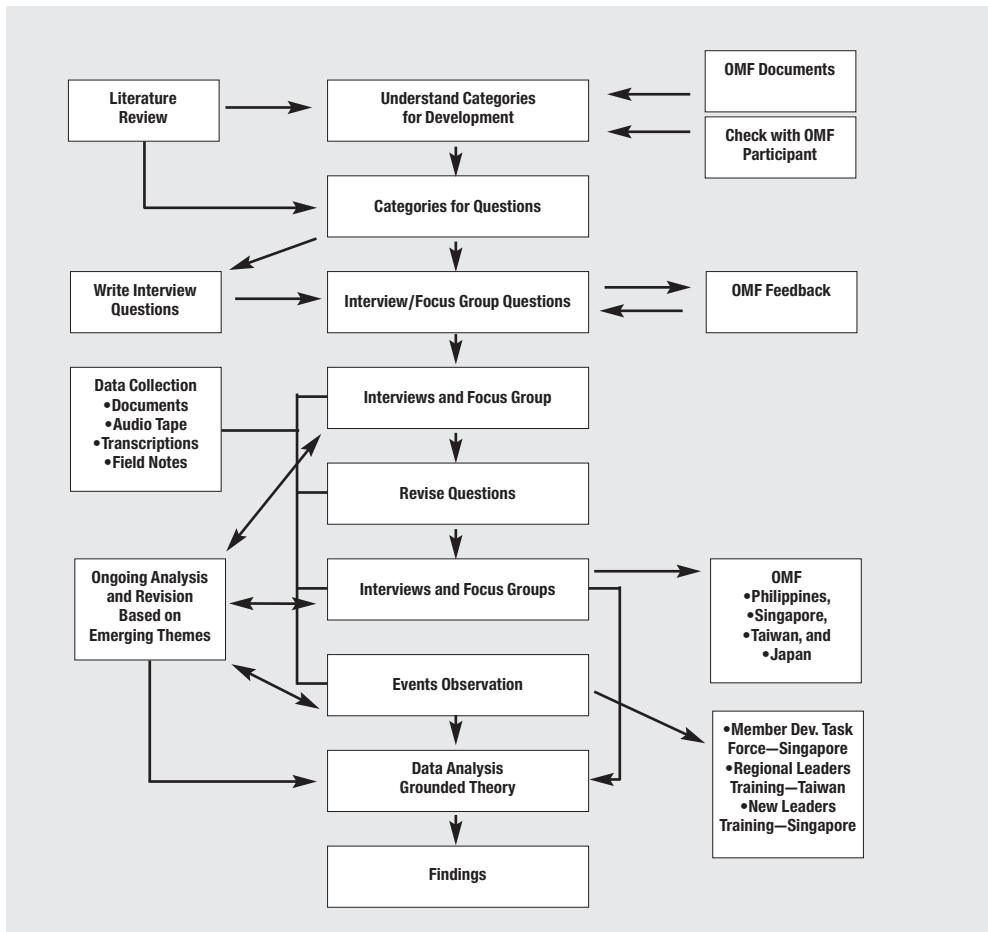 Literature
Review
Understand Categories
for Development
OMF Documents
Check with OMF
Participant
Categories for Questions
Write Interview
Questions
Interview/Focus Group Questions
OMF Feedback
Data Collection
•Documents
•Audio Tape
•Transcriptions
•Field Notes
Interviews and Focus Group
Revise Questions
Ongoing Analysis
and Revision
Based on
Emerging Themes
Interviews and Focus Groups
OMF
•Philippines,
•Singapore,
•Taiwan, and
•Japan
Events Observation
•Member Dev. Task
Force—Singapore
•Regional Leaders
Training—Taiwan
•New Leaders
Training—Singapore
Data Analysis
Grounded Theory
Findings